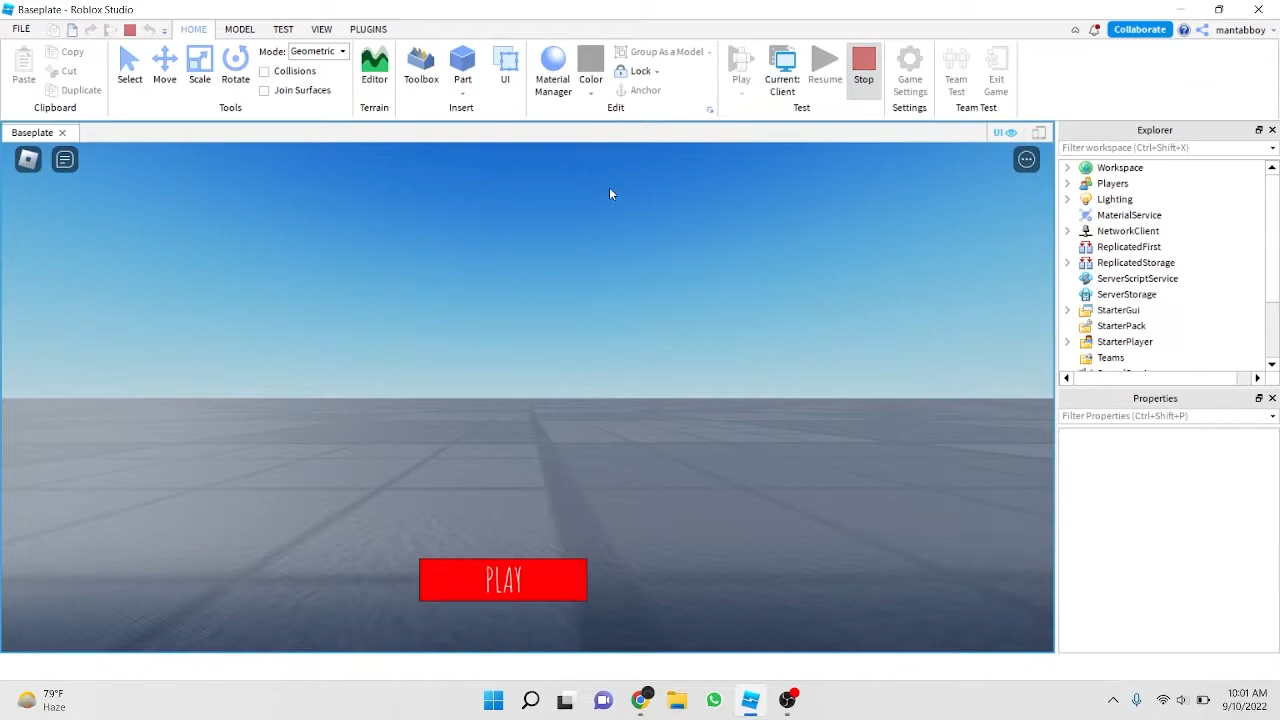 Baseplate - Roblox Studio
FILE HOME MODEL TEST VIEW PLUGINS Collaborate mantabboy
Paste Copy Cut Duplicate Clipboard
Select Move Scale Rotate Mode: Geometric Collisions Join Surfaces Tools
Editor Terrain
Toolbox Part UI Insert
Material Manager Color Group As a Model Lock Anchor Edit
Play Current: Client Resume Stop Test
Game Settings Settings
Team Test Exit Game Team Test
Baseplate UI
Explorer
Filter workspace (Ctrl+Shift+X)
Workspace
Players
Lighting
MaterialService
NetworkClient
ReplicatedFirst
ReplicatedStorage
ServerScriptService
ServerStorage
StarterGui
StarterPack
StarterPlayer
Teams
Properties
Filter Properties (Ctrl+Shift+P)
PLAY
79°F
Haze
10:01 AM
9/10/2022